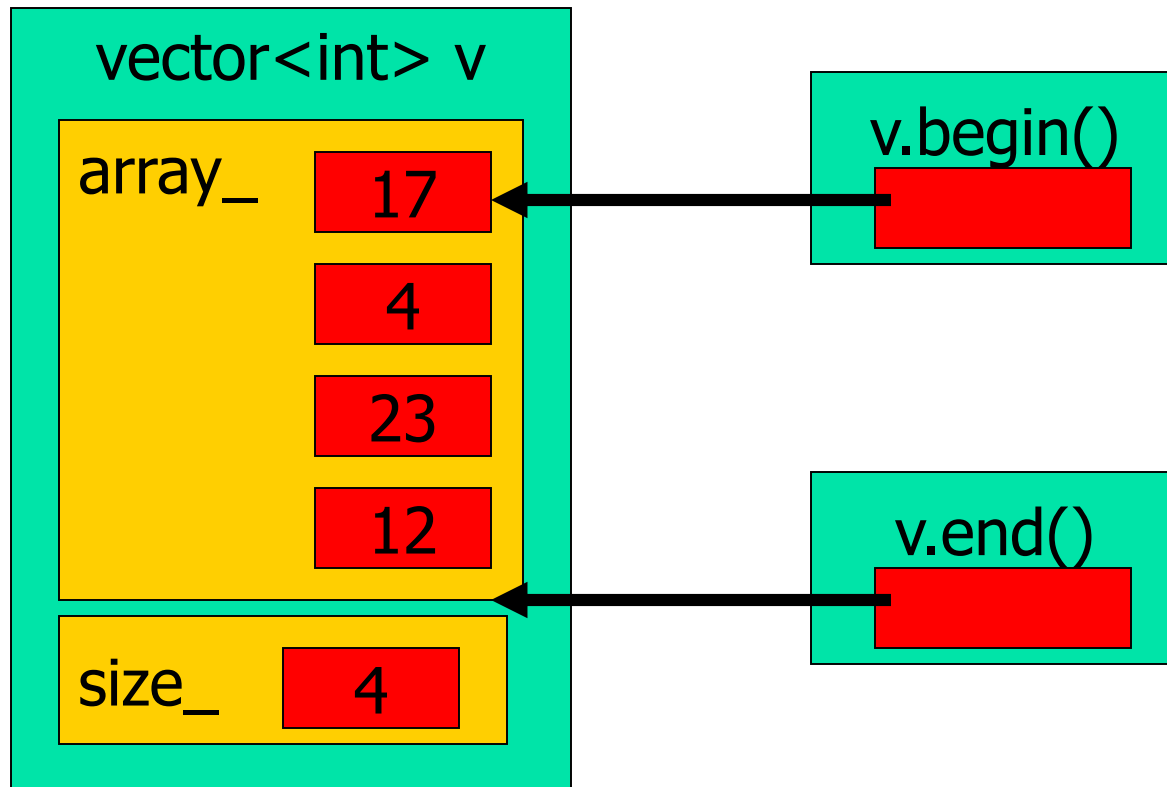 vector<int> v
array_
17
4
23
12
size_ 4
v.begin()
v.end()